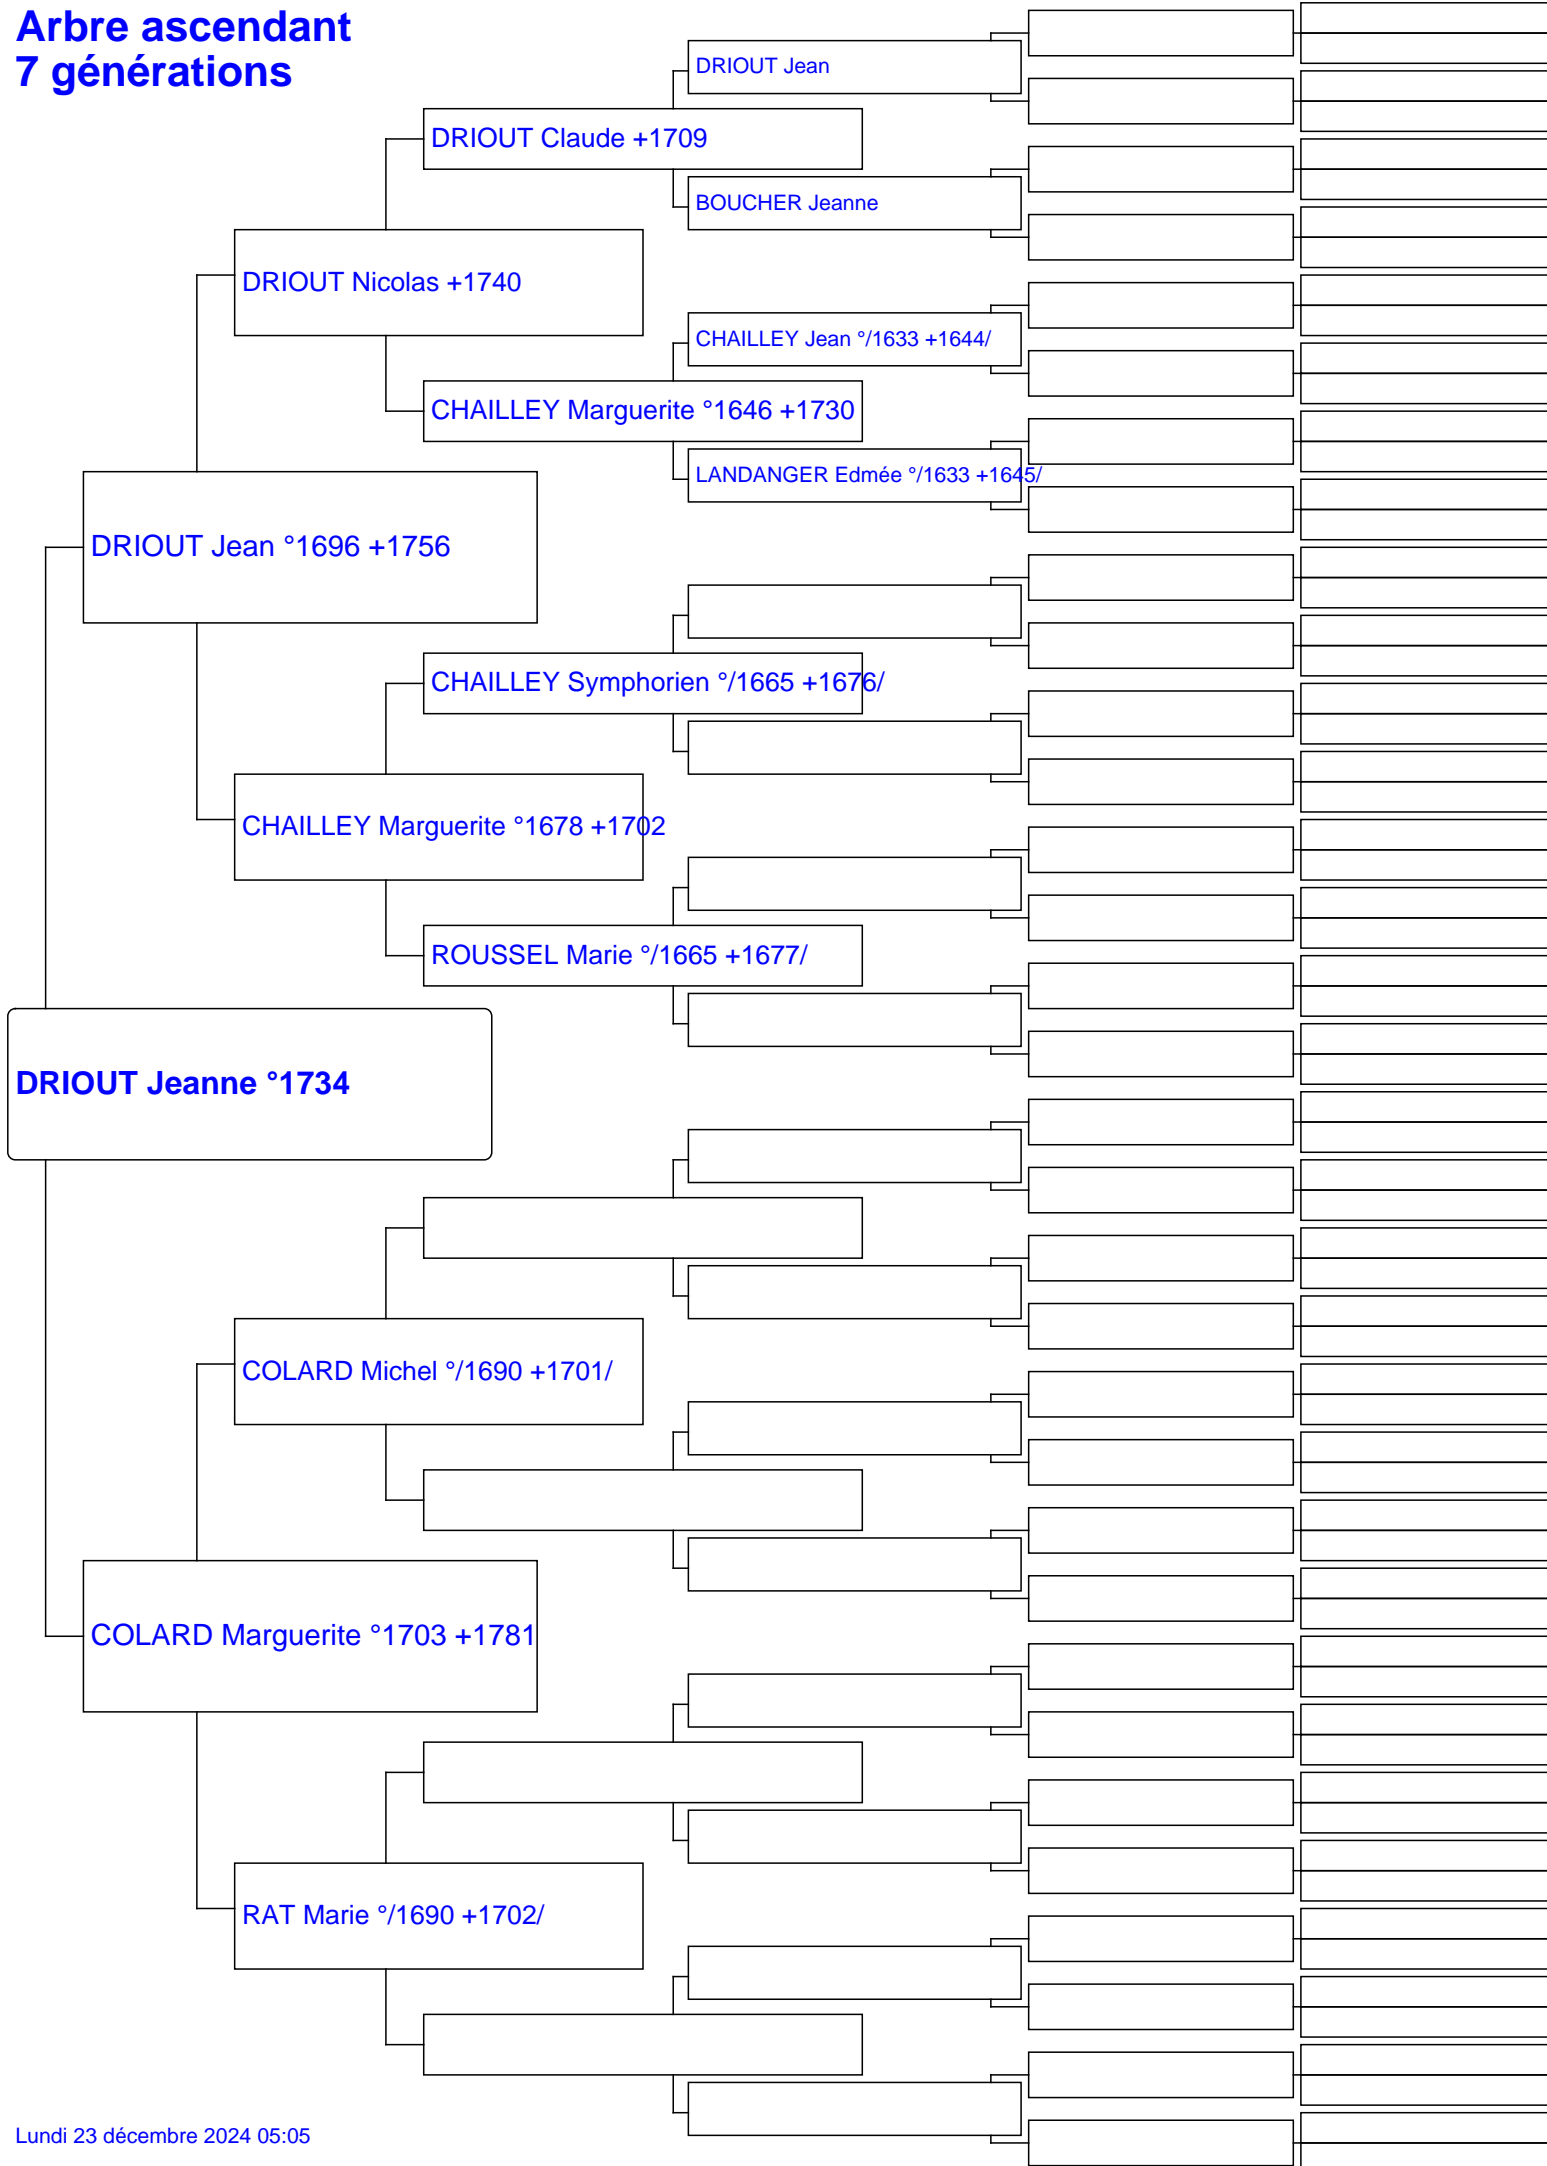 Arbre ascendant
7 générations
DRIOUT Jean
DRIOUT Claude +1709
BOUCHER Jeanne
DRIOUT Nicolas +1740
CHAILLEY Jean °/1633 +1644/
CHAILLEY Marguerite °1646 +1730
LANDANGER Edmée °/1633 +1645/
DRIOUT Jean °1696 +1756
CHAILLEY Symphorien °/1665 +1676/
CHAILLEY Marguerite °1678 +1702
ROUSSEL Marie °/1665 +1677/
DRIOUT Jeanne °1734
COLARD Michel °/1690 +1701/
COLARD Marguerite °1703 +1781
RAT Marie °/1690 +1702/
Lundi 23 décembre 2024 05:05